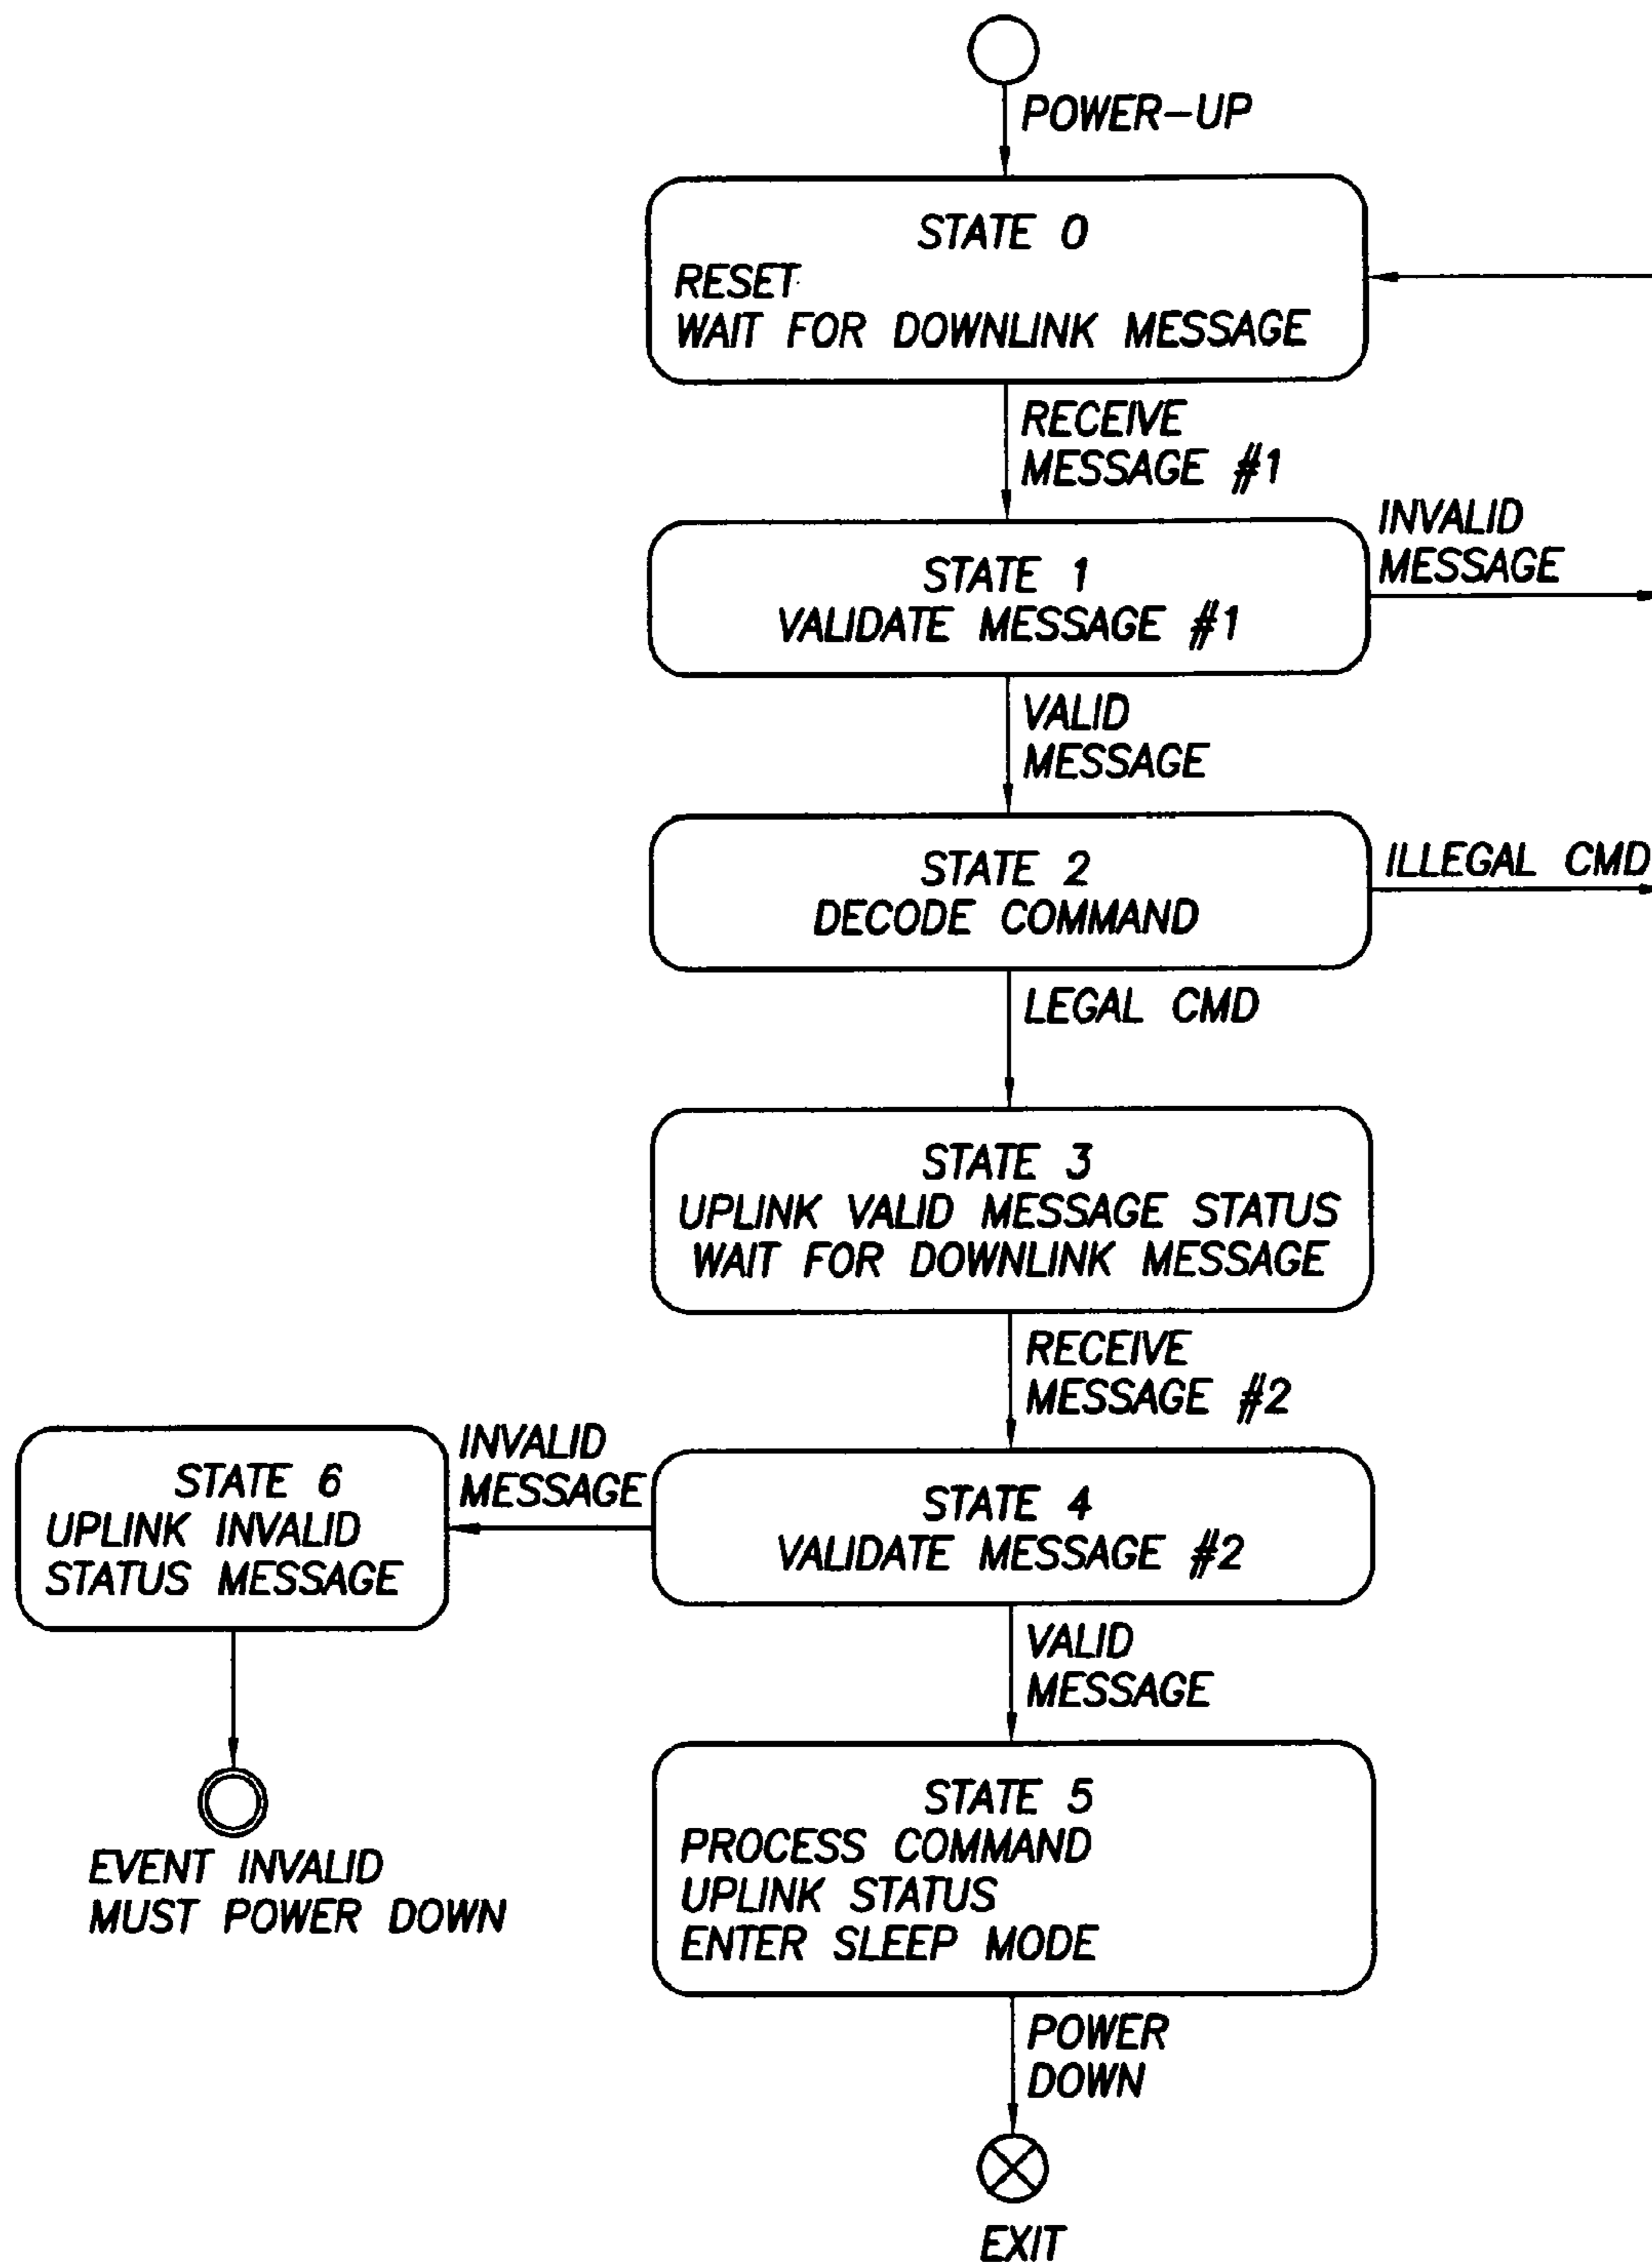 POWER-UP
STATE 0
RESET
WAIT FOR DOWNLINK MESSAGE
RECEIVE
MESSAGE #1
INVALID
MESSAGE
STATE 1
VALIDATE MESSAGE #1
VALID
MESSAGE
STATE 2
DECODE COMMAND
ILLEGAL CMD
LEGAL CMD
STATE 3
UPLINK VALID MESSAGE STATUS
WAIT FOR DOWNLINK MESSAGE
RECEIVE
MESSAGE #2
INVALID
MESSAGE
STATE 6
UPLINK INVALID
STATUS MESSAGE
STATE 4
VALIDATE MESSAGE #2
VALID
MESSAGE
STATE 5
PROCESS COMMAND
UPLINK STATUS
ENTER SLEEP MODE
EVENT INVALID
MUST POWER DOWN
POWER
DOWN
EXIT